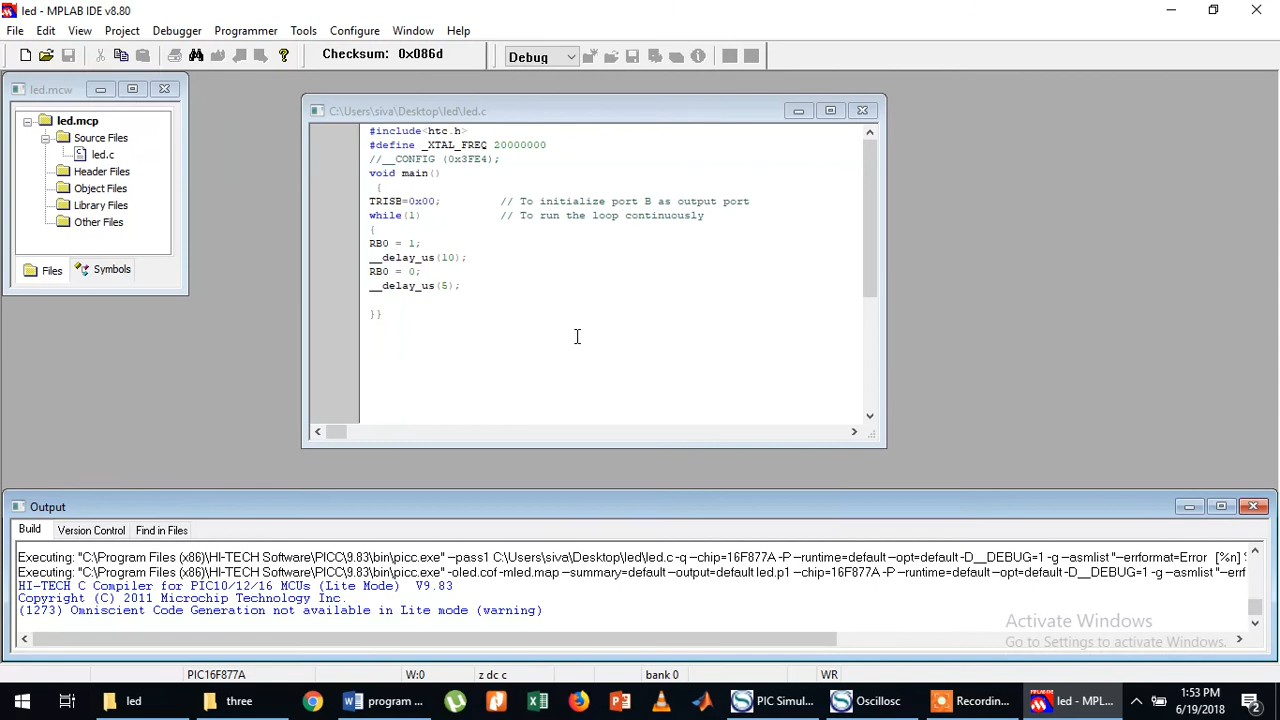 led - MPLAB IDE v8.80
File Edit View Project Debugger Programmer Tools Configure Window Help
Checksum: 0x086d
Debug
led.mcw
led.mcp
Source Files
led.c
Header Files
Object Files
Library Files
Other Files
Files Symbols
C:\Users\siva\Desktop\led\led.c
#include<htc.h>
#define _XTAL_FREQ 20000000
//__CONFIG (0x3FE4);
void main()
{
TRISB=0x00; // To initialize port B as output port
while(1) // To run the loop continuously
{
RB0 = 1;
__delay_us(10);
RB0 = 0;
__delay_us(5);
}}
Output
Build Version Control Find in Files
Executing: "C:\Program Files (x86)\HI-TECH Software\PICC\9.83\bin\picc.exe" --pass1 C:\Users\siva\Desktop\led\led.c -q --chip=16F877A -P --runtime=default --opt=default -D__DEBUG=1 -g --asmlist "--errformat=Error [%n]
Executing: "C:\Program Files (x86)\HI-TECH Software\PICC\9.83\bin\picc.exe" -oled.cof -mled.map --summary=default --output=default led.p1 --chip=16F877A -P --runtime=default --opt=default -D__DEBUG=1 -g --asmlist "--errf
HI-TECH C Compiler for PIC10/12/16 MCUs (Lite Mode) V9.83
Copyright (C) 2011 Microchip Technology Inc.
(1273) Omniscient Code Generation not available in Lite mode (warning)
Activate Windows
Go to Settings to activate Windows.
PIC16F877A W:0 z dc c bank 0 WR
led three program ... PIC Simul... Oscillosc Recordin... led - MPL... 1:53 PM
6/19/2018
2